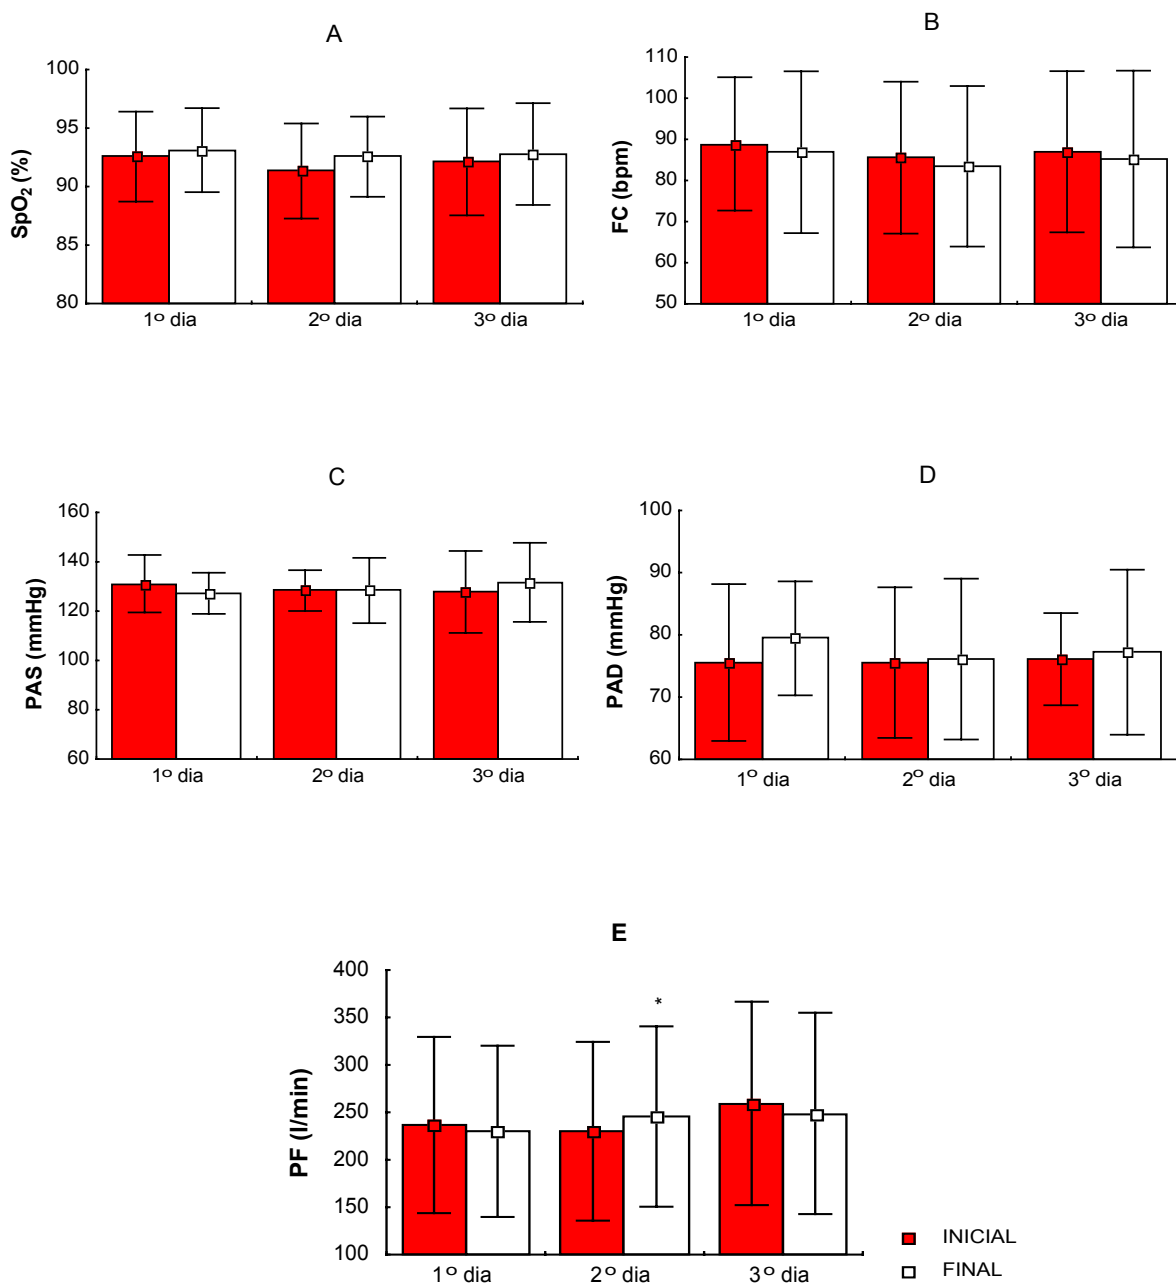 A
SpO₂ (%)
100
95
90
85
80
1º dia 2º dia 3º dia
B
FC (bpm)
110
100
90
80
70
60
50
1º dia 2º dia 3º dia
C
PAS (mmHg)
160
140
120
100
80
60
1º dia 2º dia 3º dia
D
PAD (mmHg)
100
90
80
70
60
1º dia 2º dia 3º dia
E
PF (l/min)
400
350
300
250
200
150
100
*
1º dia 2º dia 3º dia
INICIAL
FINAL